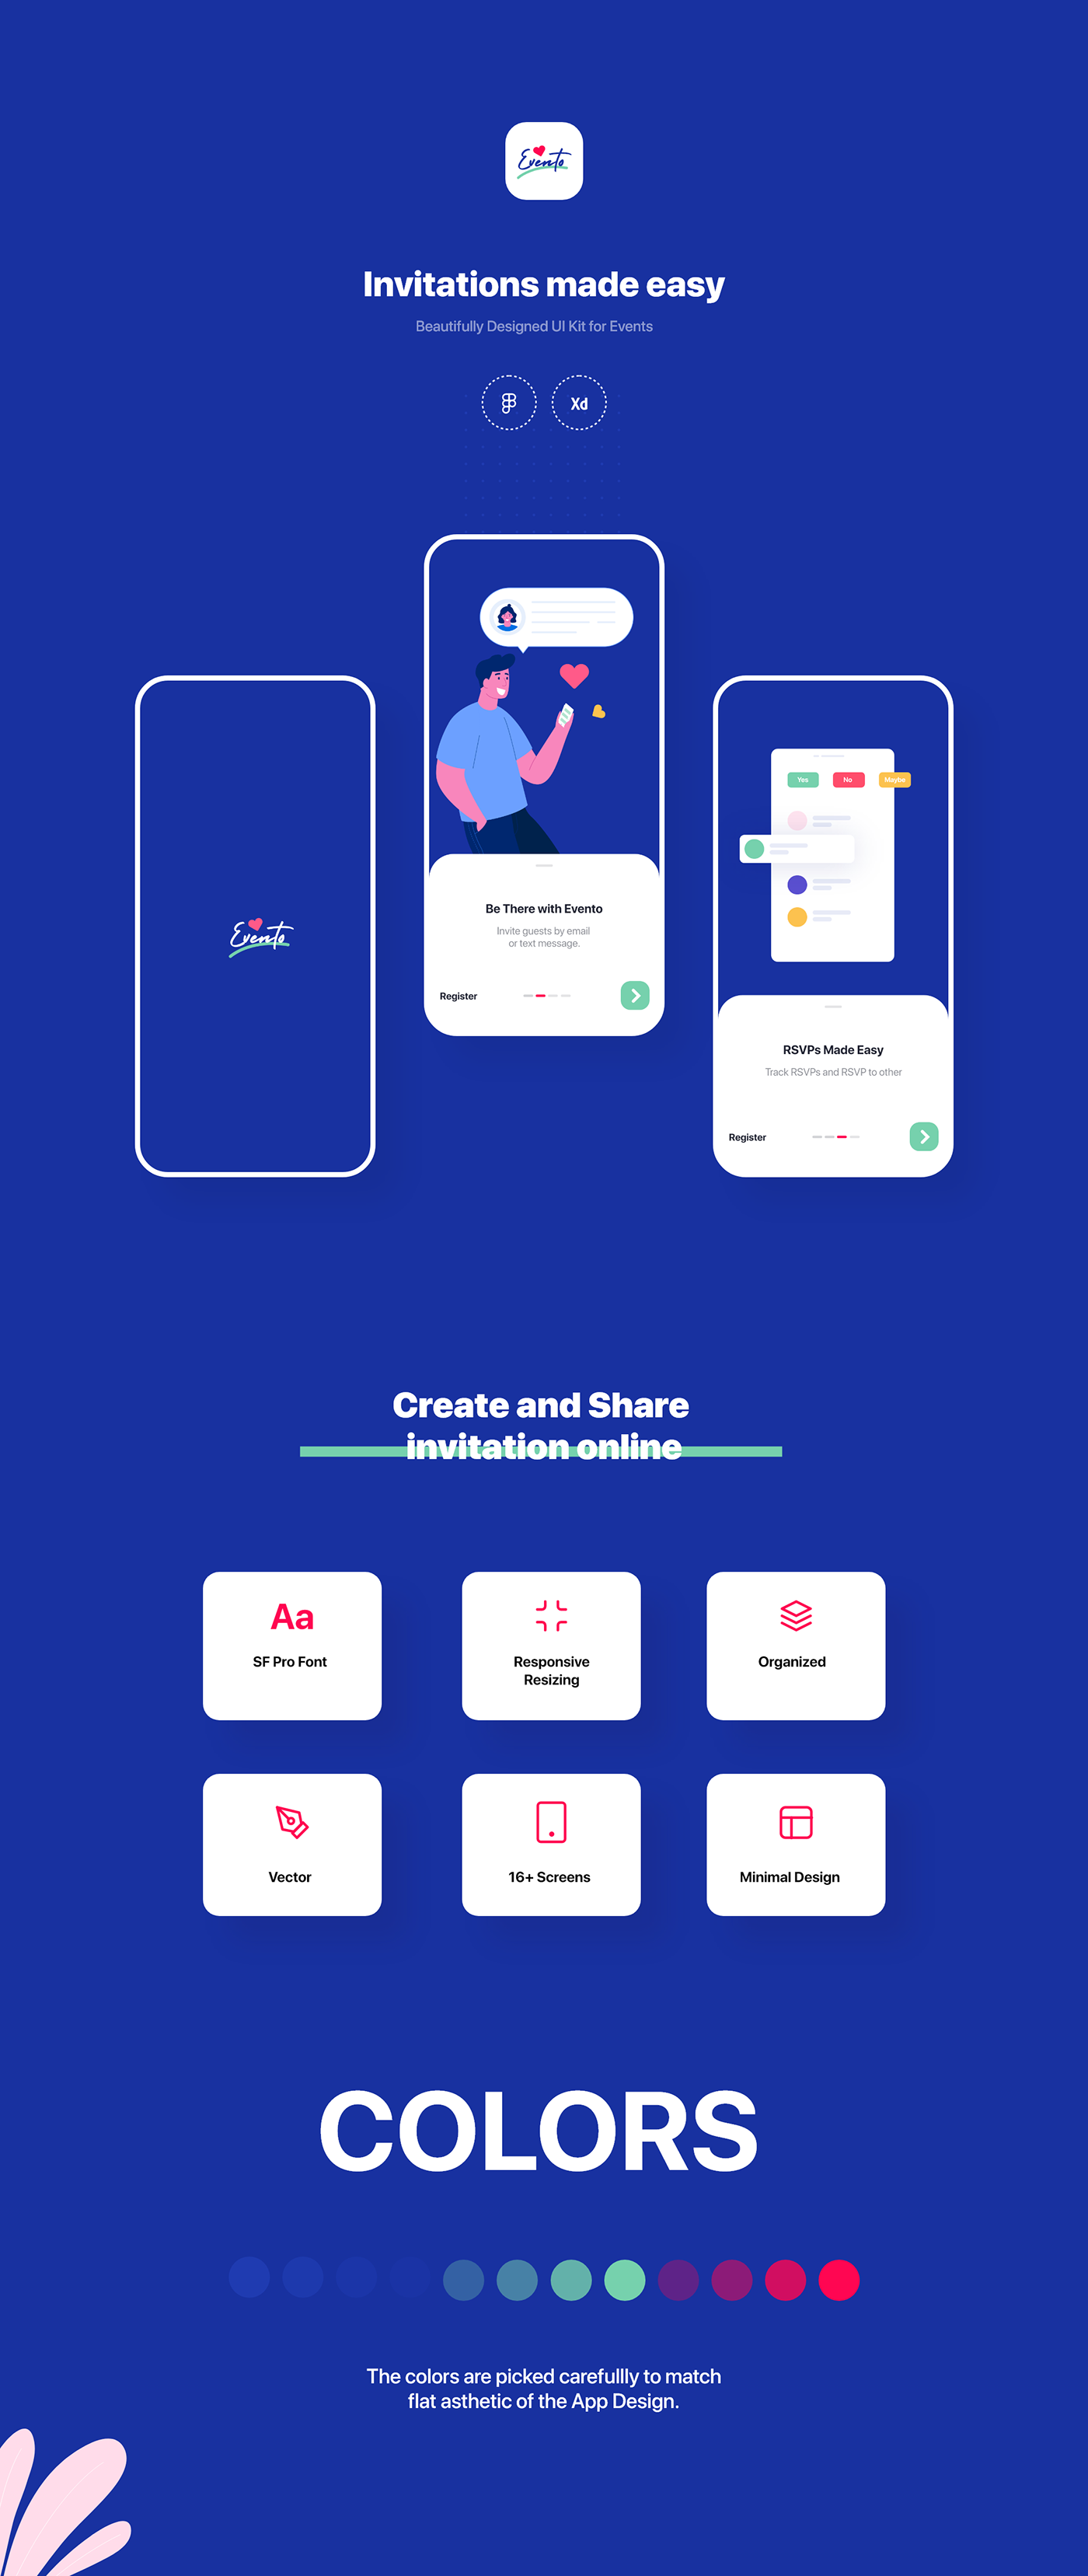 Evento
Invitations made easy
Beautifully Designed UI Kit for Events
Xd
Evento
Be There with Evento
Invite guests by email
or text message.
Register
Yes
No
Maybe
RSVPs Made Easy
Track RSVPs and RSVP to other
Register
Create and Share
invitation online
Aa
SF Pro Font
Responsive
Resizing
Organized
Vector
16+ Screens
Minimal Design
COLORS
The colors are picked carefullly to match
flat asthetic of the App Design.